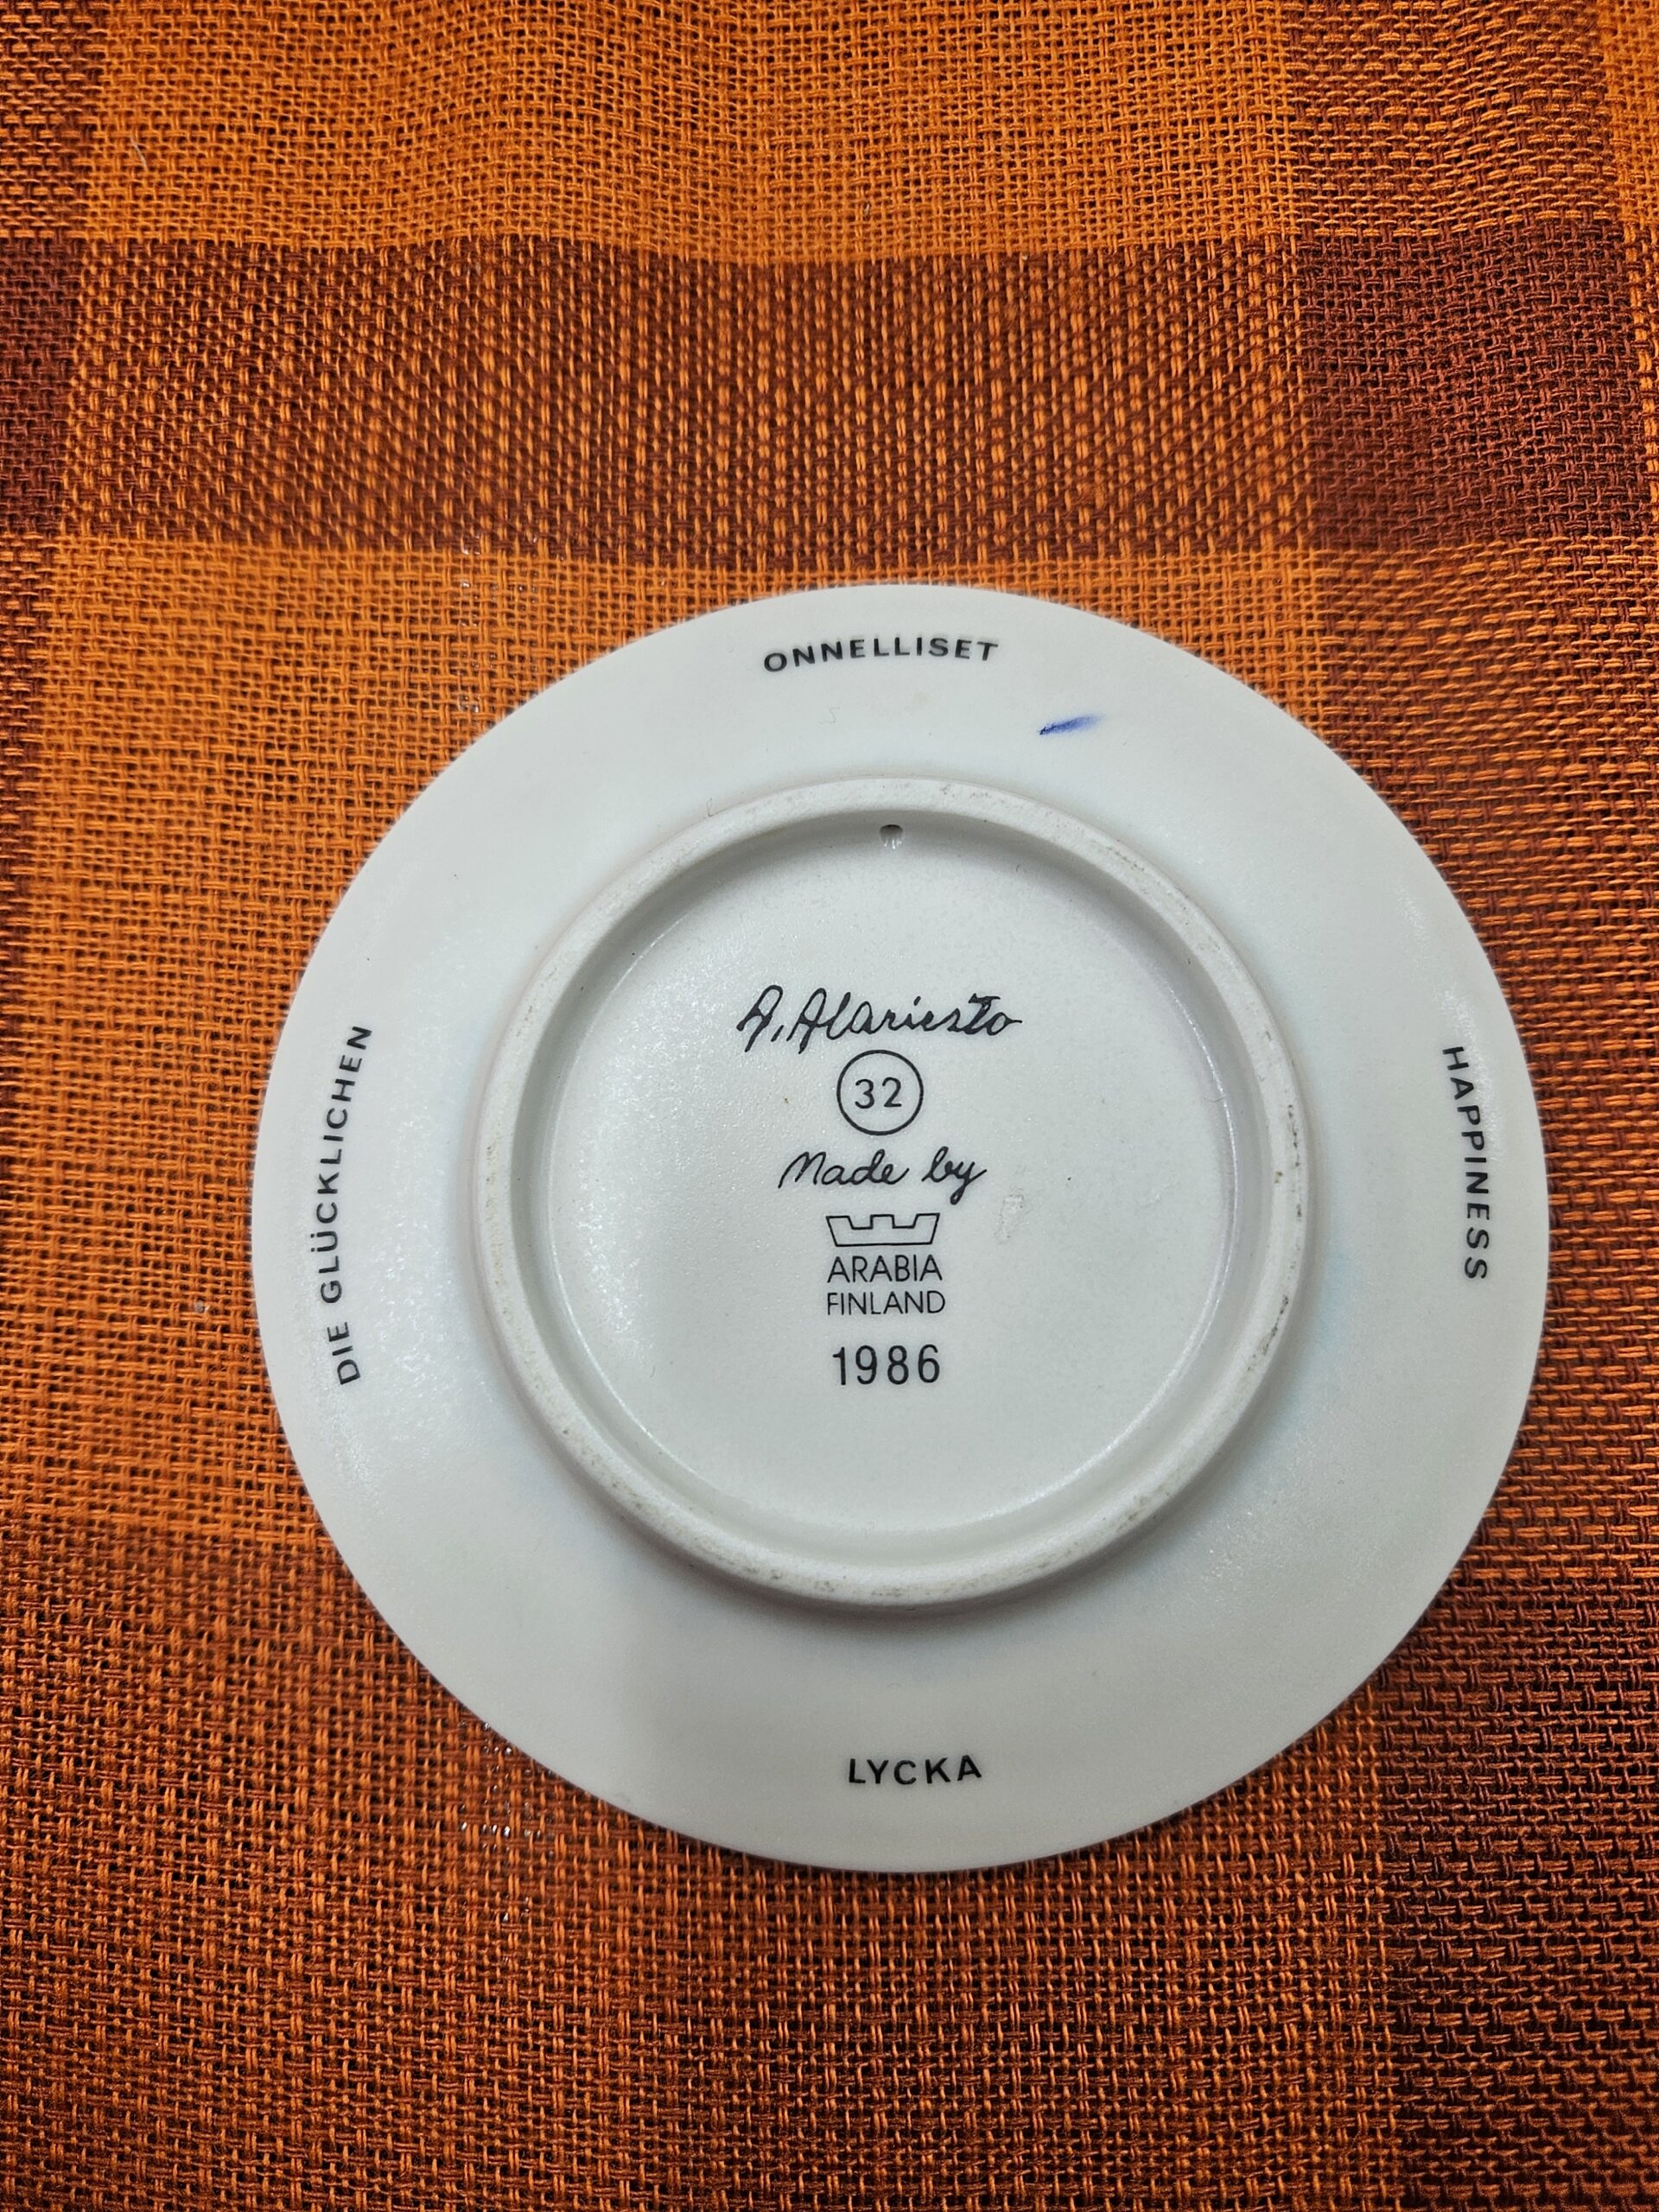 ONNELLISET
HAPPINESS
LYCKA
DIE GLÜCKLICHEN
A. Alariesto
32
Made by
ARABIA
FINLAND
1986